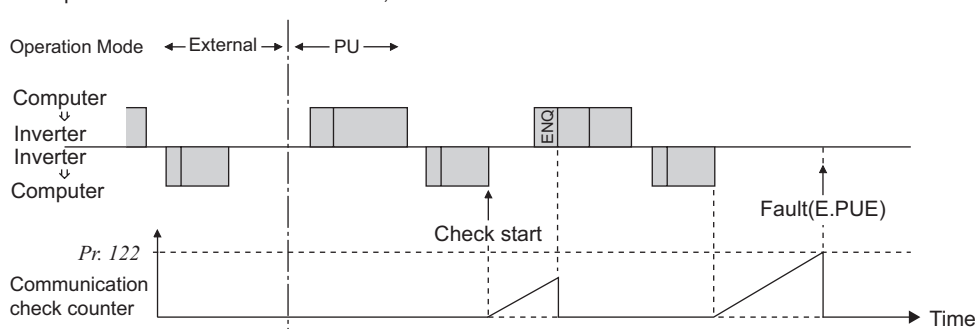 Operation Mode
External
PU
Computer
Inverter
Inverter
Computer
ENQ
Fault(E.PUE)
Check start
Pr. 122
Communication
check counter
Time